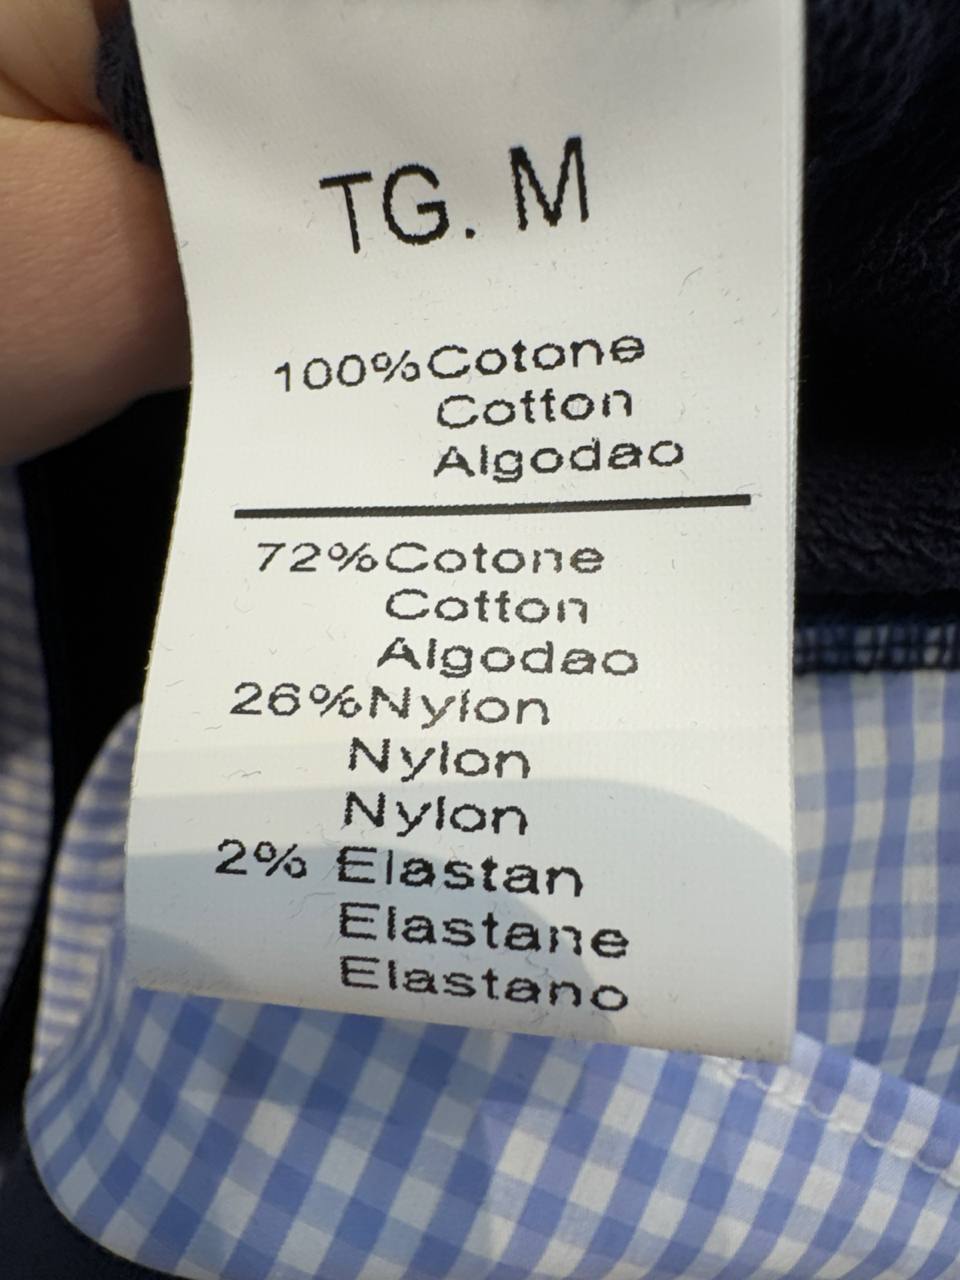 TG. M
100%Cotone
Cotton
Algodao
72%Cotone
Cotton
Algodao
26%Nylon
Nylon
Nylon
2% Elastan
Elastane
Elastano